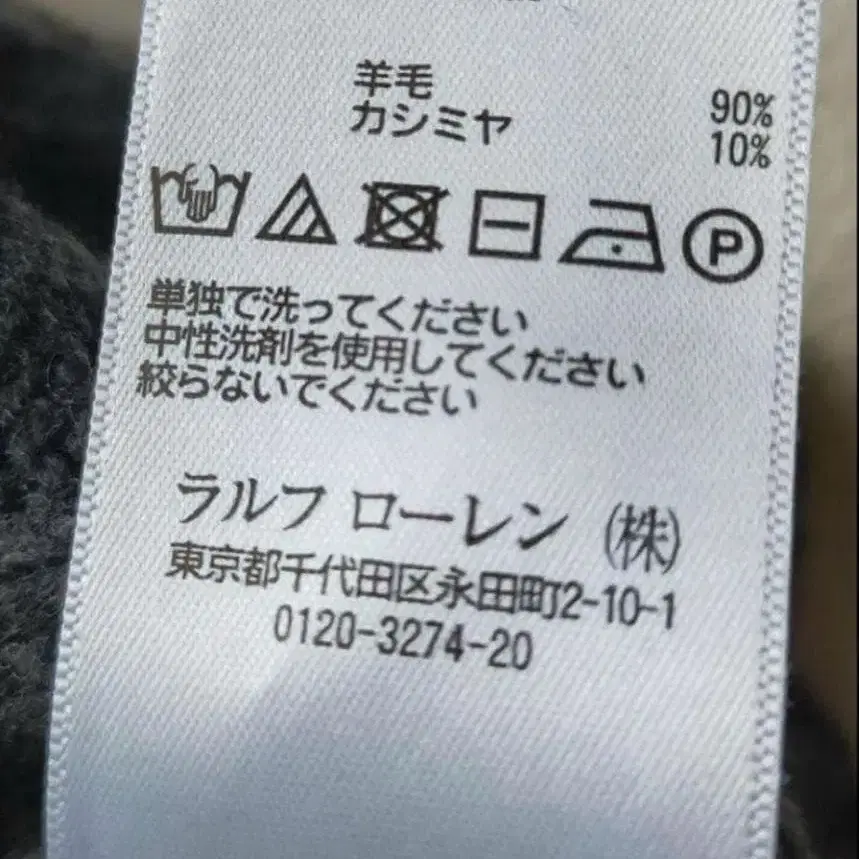 羊毛 90%
カシミヤ 10%
P
単独で洗ってください
中性洗剤を使用してください
絞らないでください
ラルフ ローレン (株)
東京都千代田区永田町2-10-1
0120-3274-20